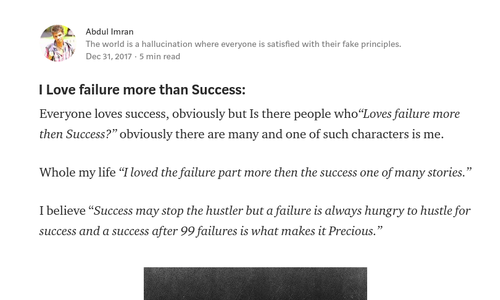 Abdul Imran
The world is a hallucination where everyone is satisfied with their fake principles.
Dec 31, 2017 · 5 min read
I Love failure more than Success:
Everyone loves success, obviously but Is there people who“Loves failure more
then Success?” obviously there are many and one of such characters is me.
Whole my life “I loved the failure part more then the success one of many stories.”
I believe “Success may stop the hustler but a failure is always hungry to hustle for
success and a success after 99 failures is what makes it Precious.”